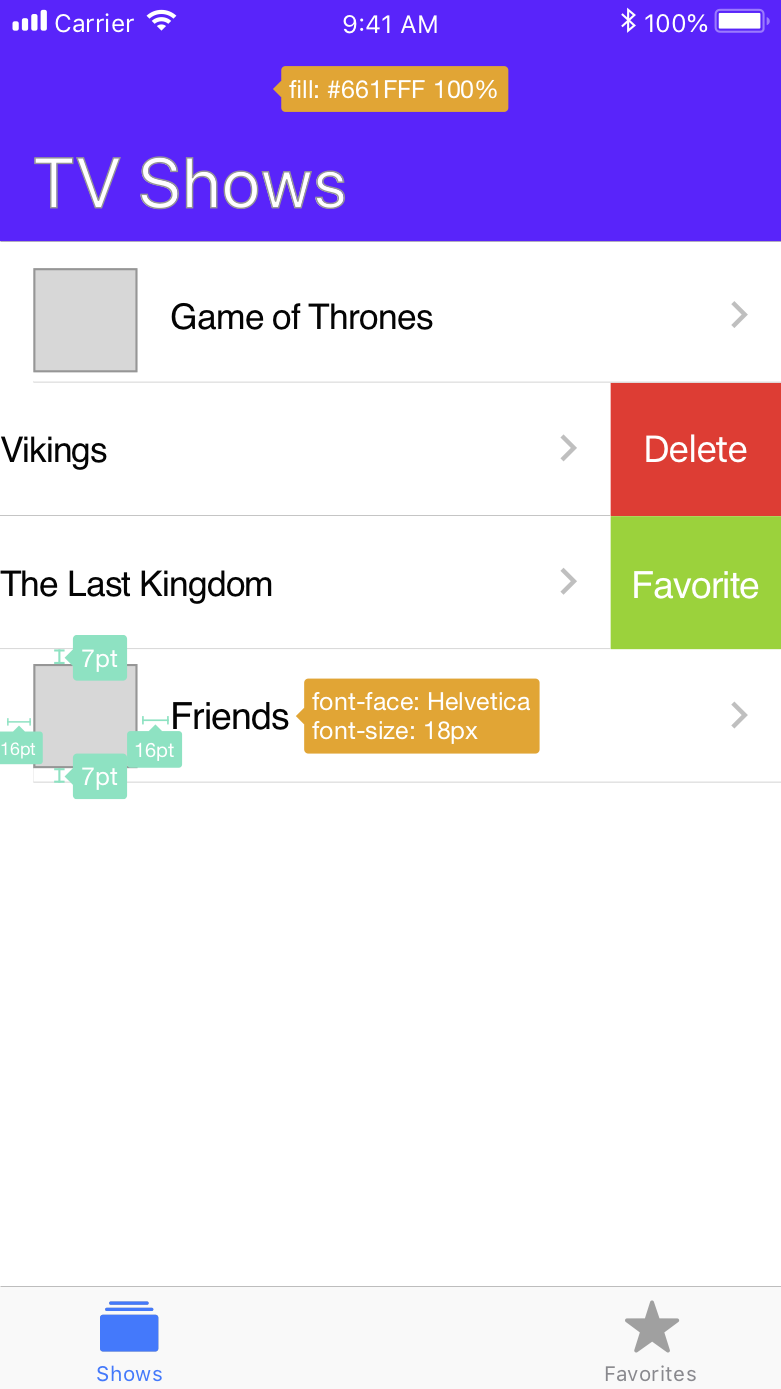 Carrier 9:41 AM 100%
fill: #661FFF 100%
TV Shows
Game of Thrones
Vikings Delete
The Last Kingdom Favorite
7pt
Friends font-face: Helvetica
font-size: 18px
16pt 16pt
7pt
Shows Favorites